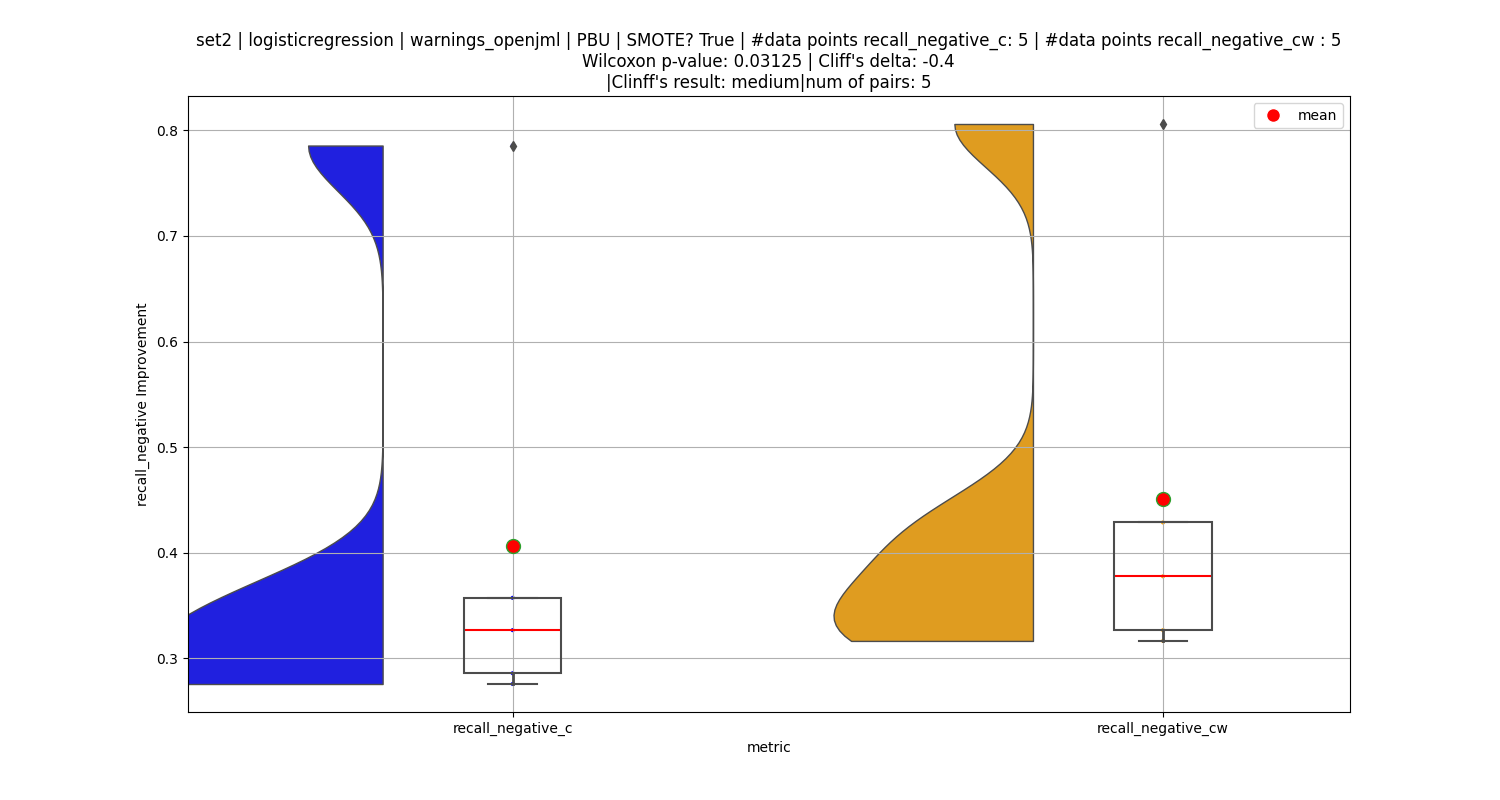 set2 | logisticregression | warnings_openjml | PBU | SMOTE? True | #data points recall_negative_c: 5 | #data points recall_negative_cw : 5
Wilcoxon p-value: 0.03125 | Cliff's delta: -0.4
|Clinff's result: medium|num of pairs: 5
mean
0.8
0.7
0.6
0.5
0.4
0.3
recall_negative Improvement
recall_negative_c
recall_negative_cw
metric